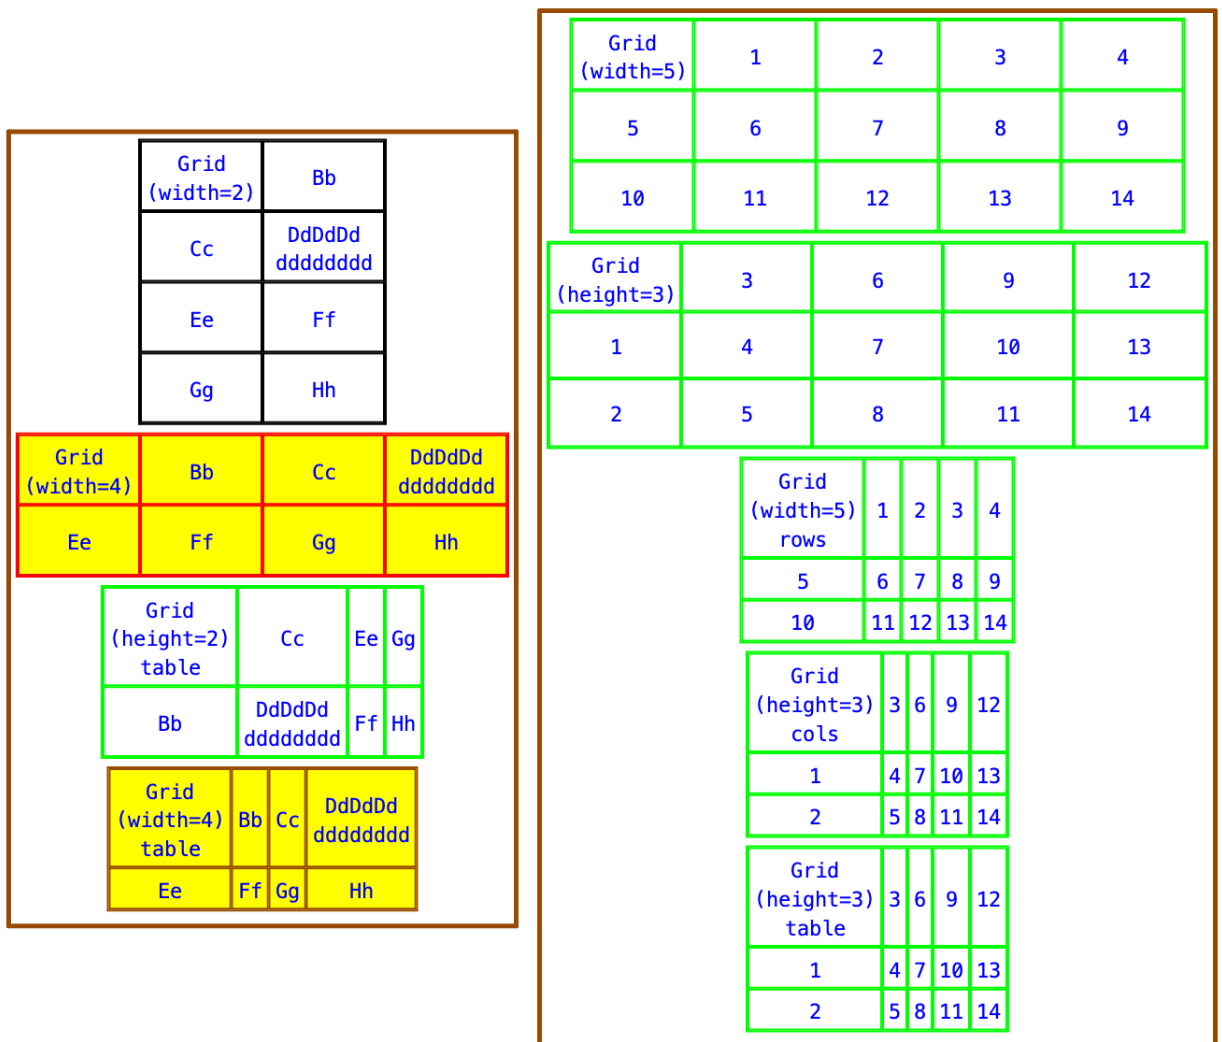 Grid
(width=2)
Bb
Cc
DdDdDd
dddddddd
Ee
Ff
Gg
Hh
Grid
(width=4)
Bb
Cc
DdDdDd
dddddddd
Ee
Ff
Gg
Hh
Grid
(height=2)
table
Cc
Ee
Gg
Bb
DdDdDd
dddddddd
Ff
Hh
Grid
(width=4)
table
Bb
Cc
DdDdDd
dddddddd
Ee
Ff
Gg
Hh
Grid
(width=5)
1
2
3
4
5
6
7
8
9
10
11
12
13
14
Grid
(height=3)
3
6
9
12
1
4
7
10
13
2
5
8
11
14
Grid
(width=5)
rows
1
2
3
4
5
6
7
8
9
10
11
12
13
14
Grid
(height=3)
cols
3
6
9
12
1
4
7
10
13
2
5
8
11
14
Grid
(height=3)
table
3
6
9
12
1
4
7
10
13
2
5
8
11
14